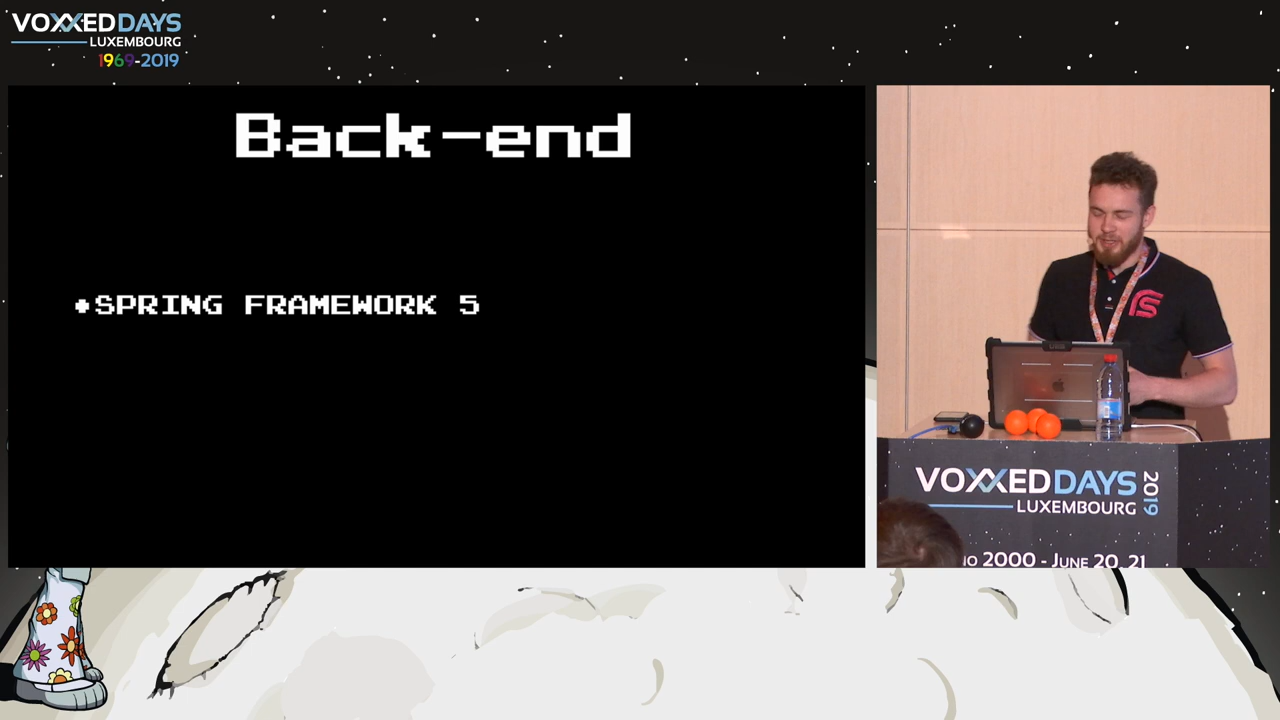 VOXXED DAYS
LUXEMBOURG
1969-2019
Back-end
•SPRING FRAMEWORK 5
VOXXED DAYS
LUXEMBOURG
2019
2000 - JUNE 20, 21